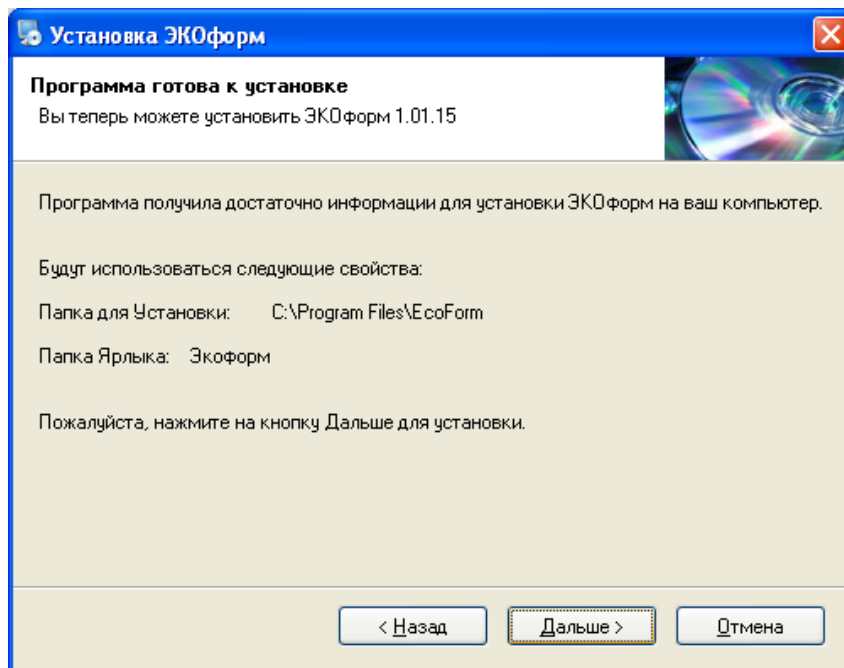 Установка ЭКОформ
Программа готова к установке
Вы теперь можете установить ЭКОформ 1.01.15
Программа получила достаточно информации для установки ЭКОформ на ваш компьютер.
Будут использоваться следующие свойства:
Папка для Установки: C:\Program Files\EcoForm
Папка Ярлыка: Экоформ
Пожалуйста, нажмите на кнопку Дальше для установки.
< Назад Дальше > Отмена